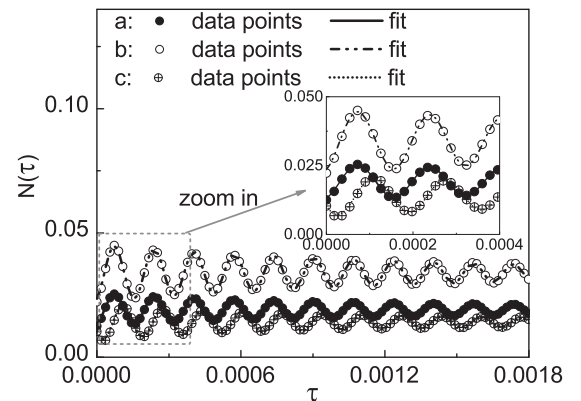 a: data points fit
b: data points fit
c: data points fit
0.10
0.05
0.00
N(τ)
zoom in
0.050
0.025
0.000
0.0000 0.0002 0.0004
0.0000 0.0006 0.0012 0.0018
τ